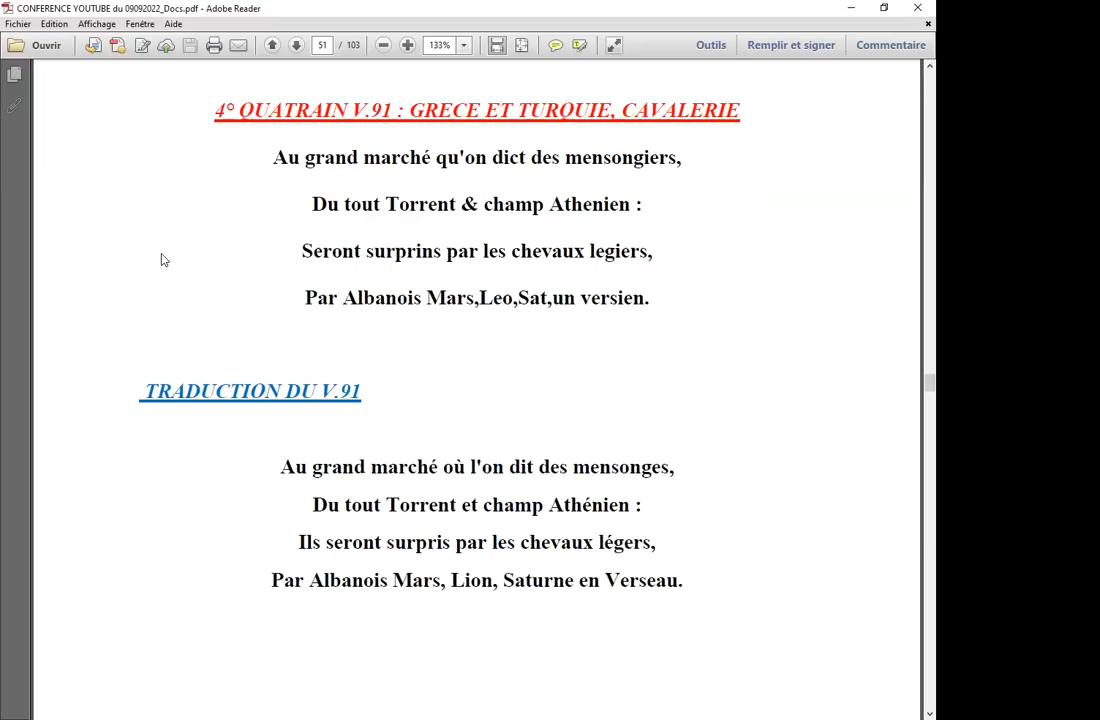 CONFERENCE YOUTUBE du 09092022_Docs.pdf - Adobe Reader
Fichier Edition Affichage Fenêtre Aide
Ouvrir 51 / 103 133% Outils Remplir et signer Commentaire
4° QUATRAIN V.91 : GRECE ET TURQUIE, CAVALERIE
Au grand marché qu'on dict des mensongiers,
Du tout Torrent & champ Athenien :
Seront surprins par les chevaux legiers,
Par Albanois Mars,Leo,Sat,un versien.
TRADUCTION DU V.91
Au grand marché où l'on dit des mensonges,
Du tout Torrent et champ Athénien :
Ils seront surpris par les chevaux légers,
Par Albanois Mars, Lion, Saturne en Verseau.